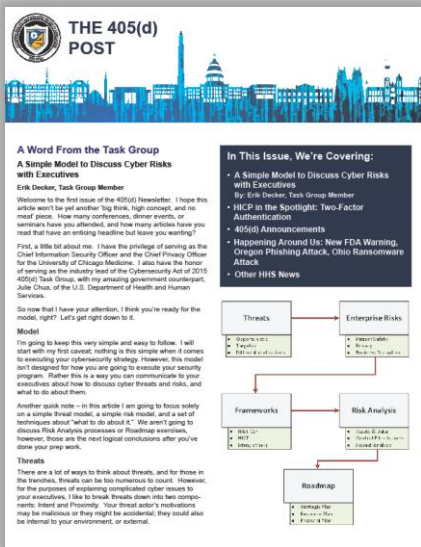 THE 405(d)
POST
A Word From the Task Group
A Simple Model to Discuss Cyber Risks
with Executives
Erik Decker, Task Group Member
Welcome to the first issue of the 405(d) Newsletter. I hope this
article won't be yet another 'big think, high concept, and no
meat' piece. How many conferences, dinner events, or
seminars have you attended, and how many articles have you
read that have an enticing headline but leave you wanting?
First, a little bit about me. I have the privilege of serving as the
Chief Information Security Officer and the Chief Privacy Officer
for the University of Chicago Medicine. I also have the honor
of serving as the industry lead of the Cybersecurity Act of 2015
405(d) Task Group, with my amazing government counterpart,
Julie Chua, of the U.S. Department of Health and Human
Services.
So now that I have your attention, I think you're ready for the
model, right? Let's get right down to it.
Model
I'm going to keep this very simple and easy to follow. I will
start with my first caveat; nothing is this simple when it comes
to executing your cybersecurity strategy. However, this model
isn't designed for how you are going to execute your security
program. Rather this is a way you can communicate to your
executives about how to discuss cyber threats and risks, and
what to do about them.
Another quick note – in this article I am going to focus solely
on a simple threat model, a simple risk model, and a set of
techniques about "what to do about it." We aren't going to
discuss Risk Analysis processes or Roadmap exercises,
however, those are the next logical conclusions after you've
done your prep work.
Threats
There are a lot of ways to think about threats, and for those in
the trenches, threats can be too numerous to count. However,
for the purposes of explaining complicated cyber issues to
your executives, I like to break threats down into two compo-
nents: Intent and Proximity. Your threat actor's motivations
may be malicious or they might be accidental; they could also
be internal to your environment, or external.
In This Issue, We're Covering:
• A Simple Model to Discuss Cyber Risks
with Executives
By: Erik Decker, Task Group Member
• HICP in the Spotlight: Two-Factor
Authentication
• 405(d) Announcements
• Happening Around Us: New FDA Warning,
Oregon Phishing Attack, Ohio Ransomware
Attack
• Other HHS News
Threats
Enterprise Risks
Frameworks
Risk Analysis
Roadmap